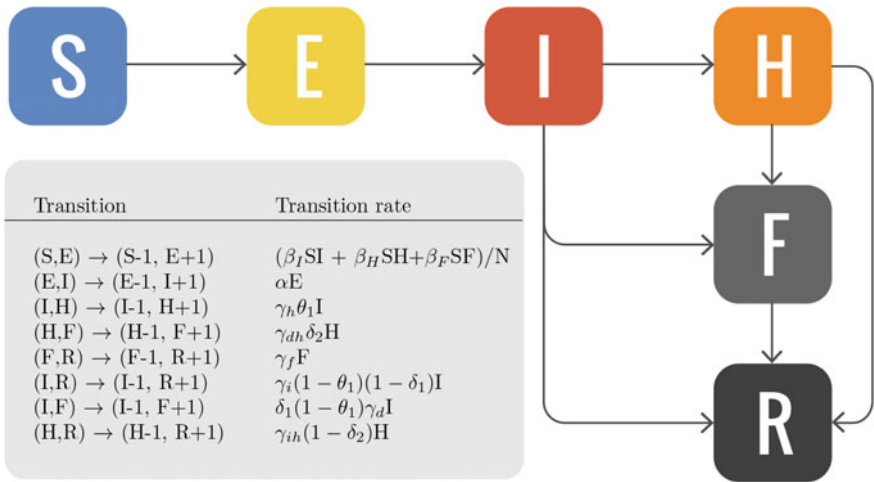 S E I H
F
R
Transition Transition rate
(S,E) → (S-1, E+1) (β_I SI + β_H SH+β_F SF)/N
(E,I) → (E-1, I+1) αE
(I,H) → (I-1, H+1) γ_h θ_1 I
(H,F) → (H-1, F+1) γ_dh δ_2 H
(F,R) → (F-1, R+1) γ_f F
(I,R) → (I-1, R+1) γ_i (1 − θ_1)(1 − δ_1)I
(I,F) → (I-1, F+1) δ_1 (1 − θ_1)γ_d I
(H,R) → (H-1, R+1) γ_ih (1 − δ_2)H